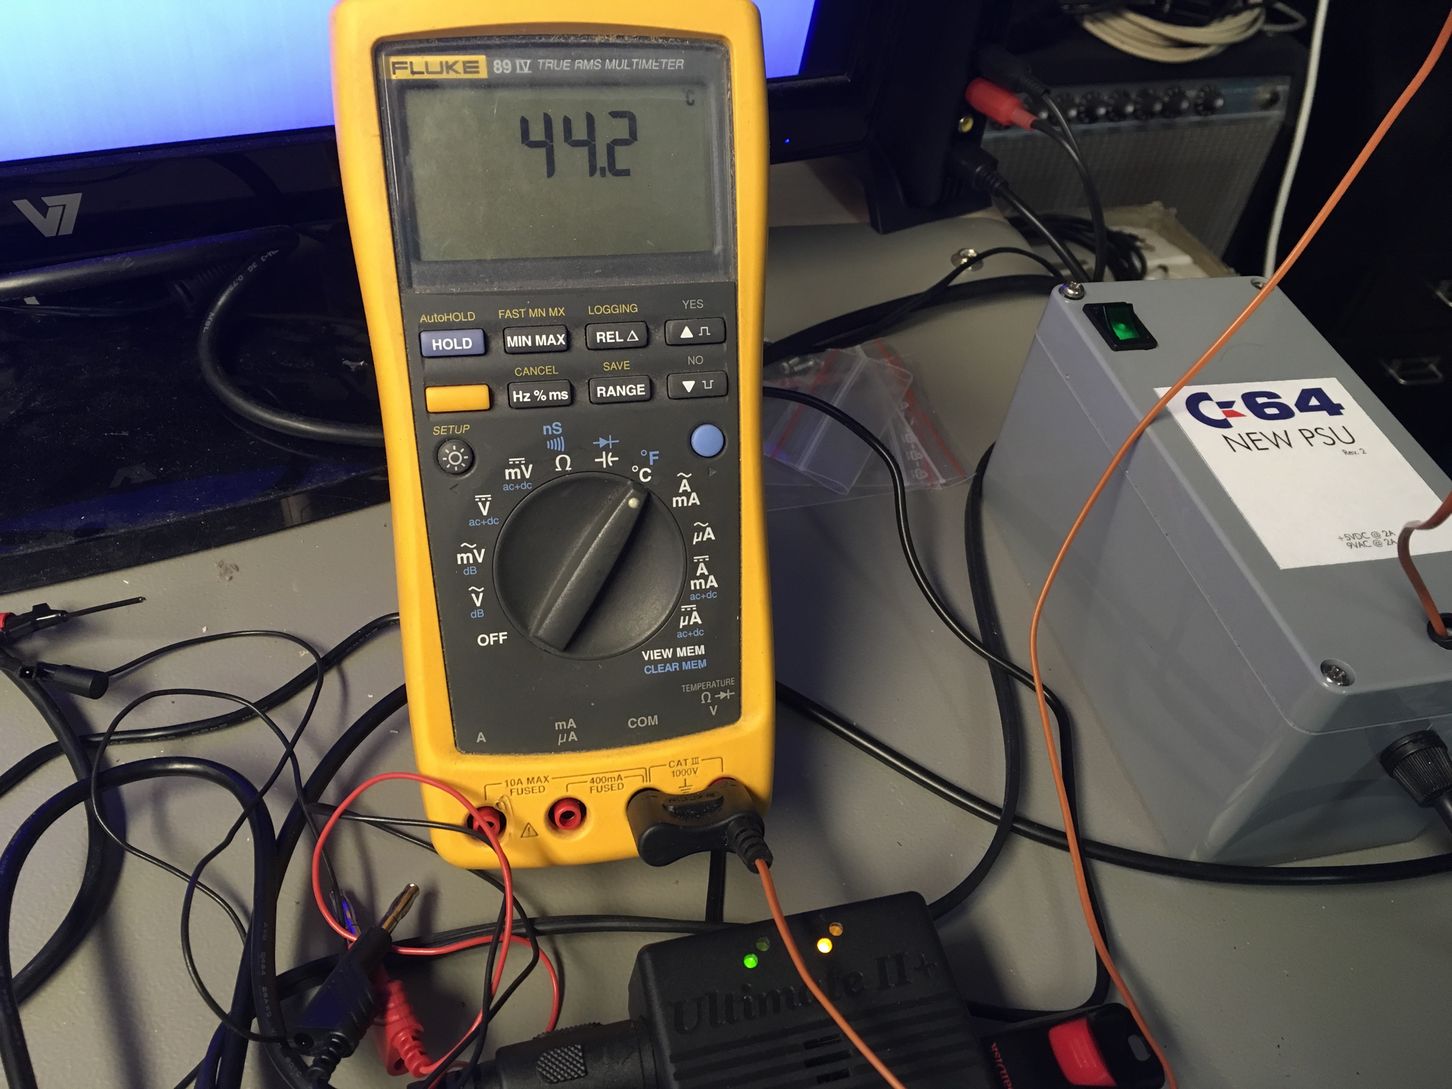 V7
FLUKE 89 IV TRUE RMS MULTIMETER
C
44.2
AutoHOLD FAST MN MX LOGGING YES
HOLD MIN MAX REL Δ ▲
CANCEL SAVE NO
Hz % ms RANGE ▼
SETUP
nS
Ω
mV
ac+dc
°F
°C
V
ac+dc
A
mA
mV
dB
µA
V
dB
A
mA
ac+dc
µA
ac+dc
OFF
VIEW MEM
CLEAR MEM
TEMPERATURE
Ω
V
A
mA
µA
COM
10A MAX
FUSED
400mA
FUSED
CAT III
1000V
C=64
NEW PSU
Rev. 2
+5VDC @ 2A
9VAC @ 2A
Ultimate II+